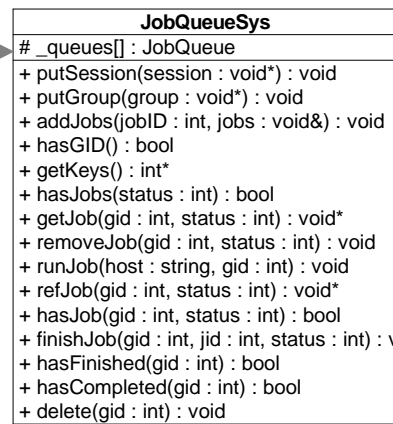 JobQueueSys
# _queues[] : JobQueue
+ putSession(session : void*) : void
+ putGroup(group : void*) : void
+ addJobs(jobID : int, jobs : void&) : void
+ hasGID() : bool
+ getKeys() : int*
+ hasJobs(status : int) : bool
+ getJob(gid : int, status : int) : void*
+ removeJob(gid : int, status : int) : void
+ runJob(host : string, gid : int) : void
+ refJob(gid : int, status : int) : void*
+ hasJob(gid : int, status : int) : bool
+ finishJob(gid : int, jid : int, status : int) :
+ hasFinished(gid : int) : bool
+ hasCompleted(gid : int) : bool
+ delete(gid : int) : void